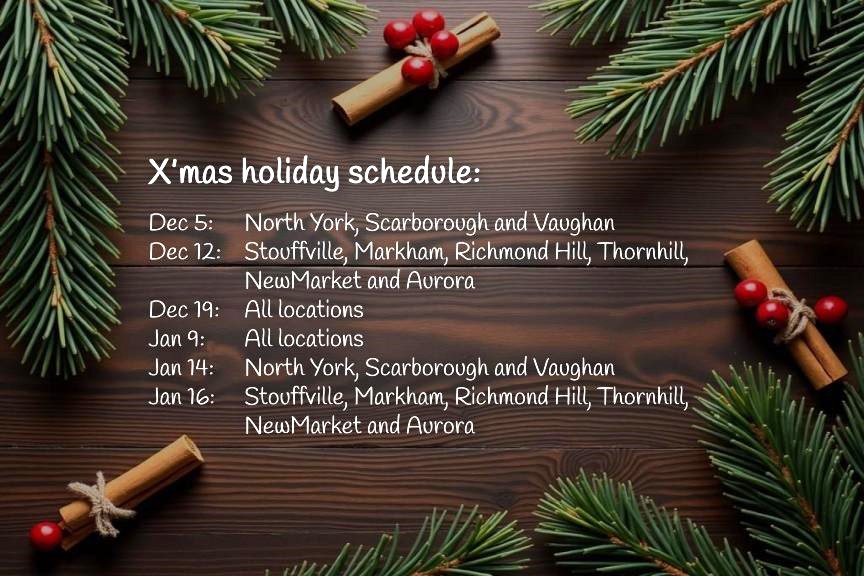 X'mas holiday schedule:
Dec 5: North York, Scarborough and Vaughan
Dec 12: Stouffville, Markham, Richmond Hill, Thornhill,
NewMarket and Aurora
Dec 19: All locations
Jan 9: All locations
Jan 14: North York, Scarborough and Vaughan
Jan 16: Stouffville, Markham, Richmond Hill, Thornhill,
NewMarket and Aurora